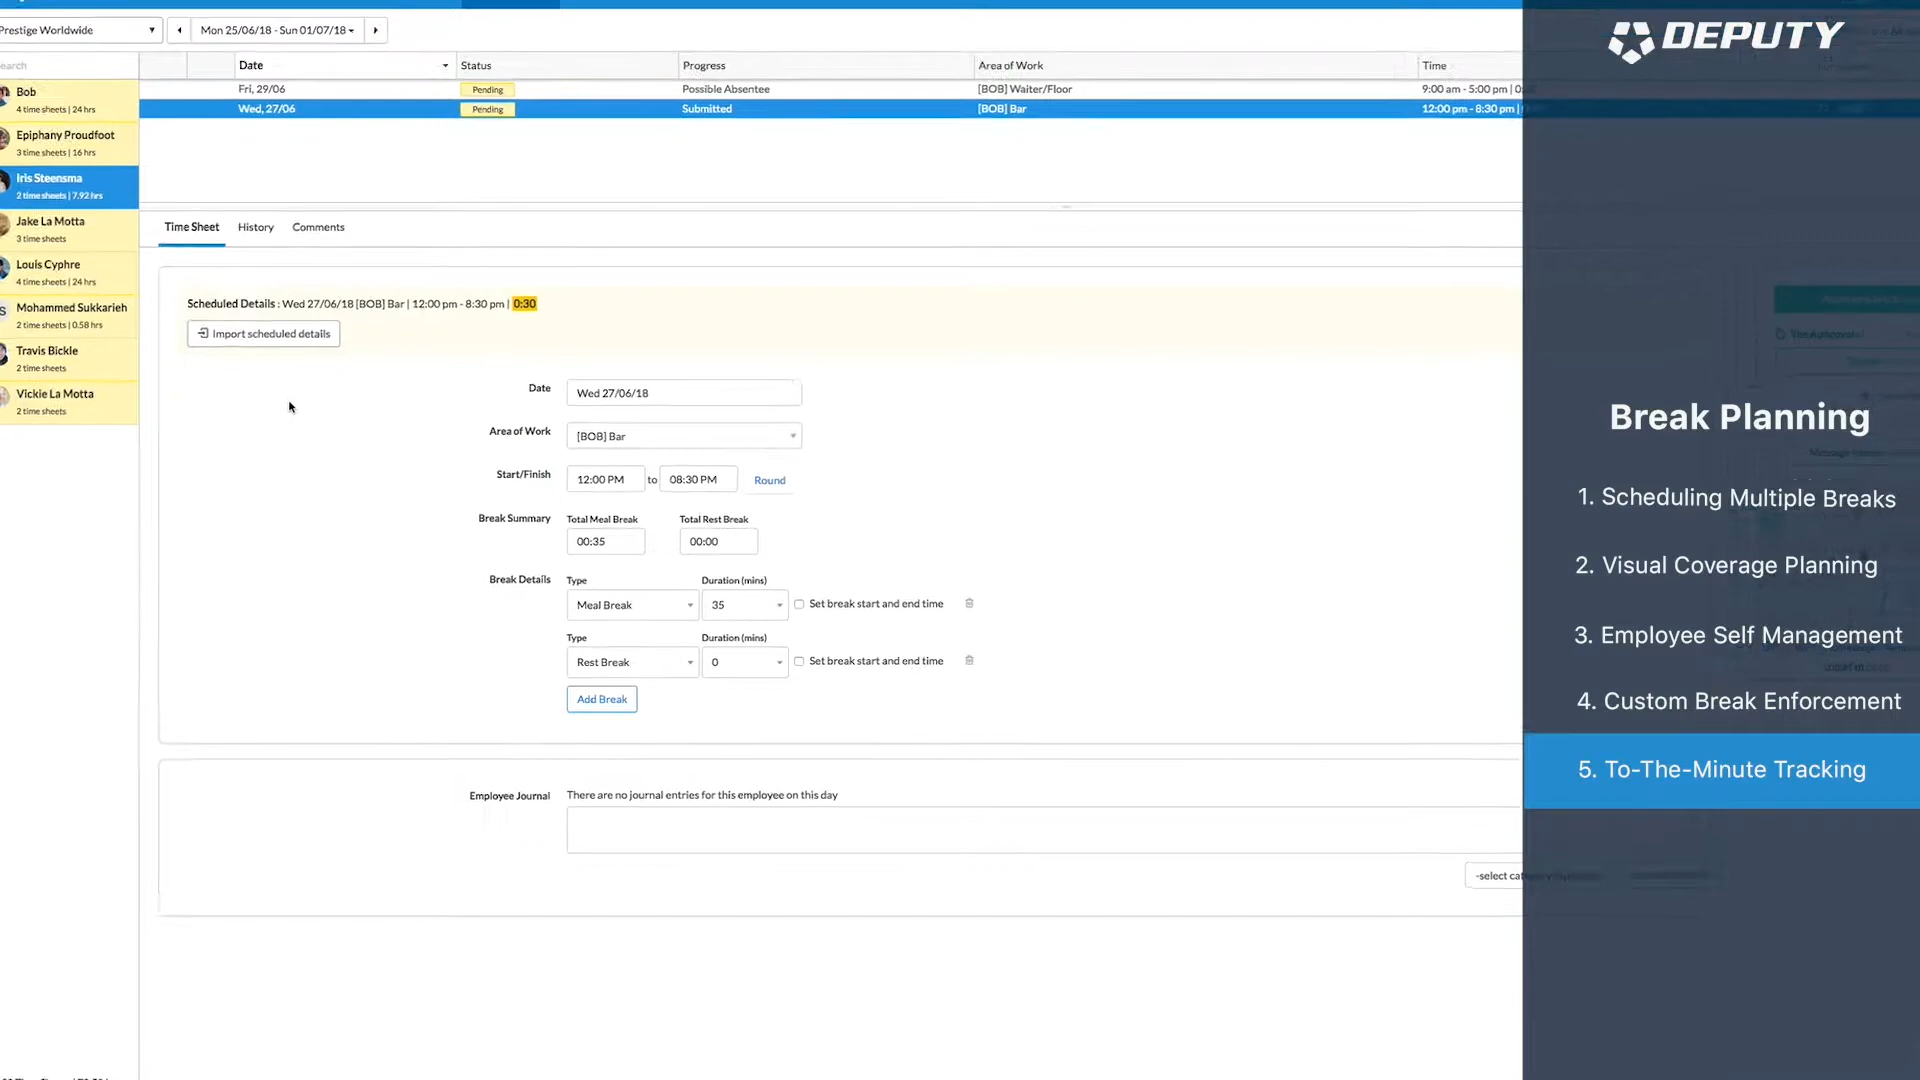 Prestige Worldwide
Mon 25/06/18 - Sun 01/07/18
DEPUTY
earch
Date
Status
Progress
Area of Work
Time
Fri, 29/06
Pending
Possible Absentee
[BOB] Waiter/Floor
9:00 am - 5:00 pm |
Wed, 27/06
Pending
Submitted
[BOB] Bar
12:00 pm - 8:30 pm |
Bob
4 time sheets | 24 hrs
Epiphany Proudfoot
3 time sheets | 16 hrs
Iris Steensma
2 time sheets | 7.92 hrs
Jake La Motta
3 time sheets
Louis Cyphre
4 time sheets | 24 hrs
S
Mohammed Sukkarieh
2 time sheets | 0.58 hrs
Travis Bickle
2 time sheets
Vickie La Motta
2 time sheets
Time Sheet
History
Comments
Scheduled Details : Wed 27/06/18 [BOB] Bar | 12:00 pm - 8:30 pm | 0:30
Import scheduled details
Date
Wed 27/06/18
Area of Work
[BOB] Bar
Start/Finish
12:00 PM to 08:30 PM Round
Break Summary
Total Meal Break
Total Rest Break
00:35
00:00
Break Details
Type
Duration (mins)
Meal Break
35
Set break start and end time
Type
Duration (mins)
Rest Break
0
Set break start and end time
Add Break
Employee Journal
There are no journal entries for this employee on this day
-select cat
Break Planning
1. Scheduling Multiple Breaks
2. Visual Coverage Planning
3. Employee Self Management
4. Custom Break Enforcement
5. To-The-Minute Tracking